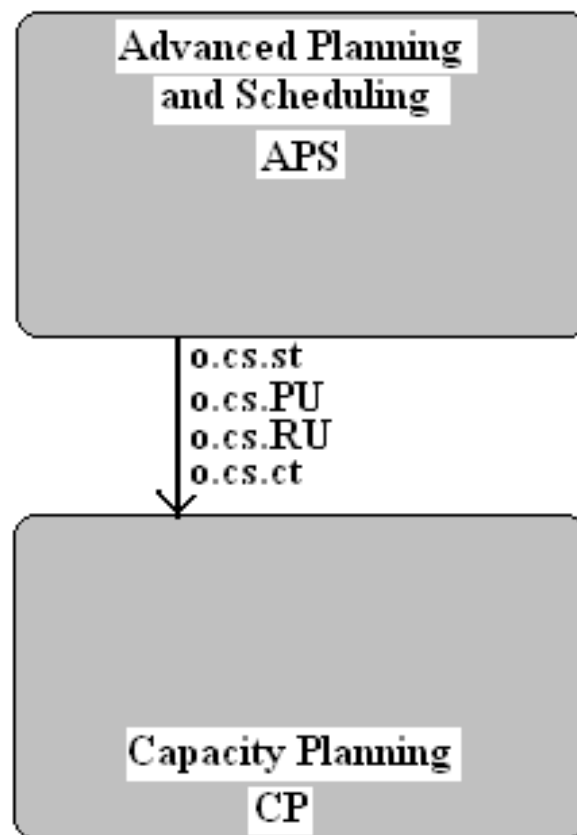 Advanced Planning
and Scheduling
APS
o.cs.st
o.cs.PU
o.cs.RU
o.cs.ct
Capacity Planning
CP